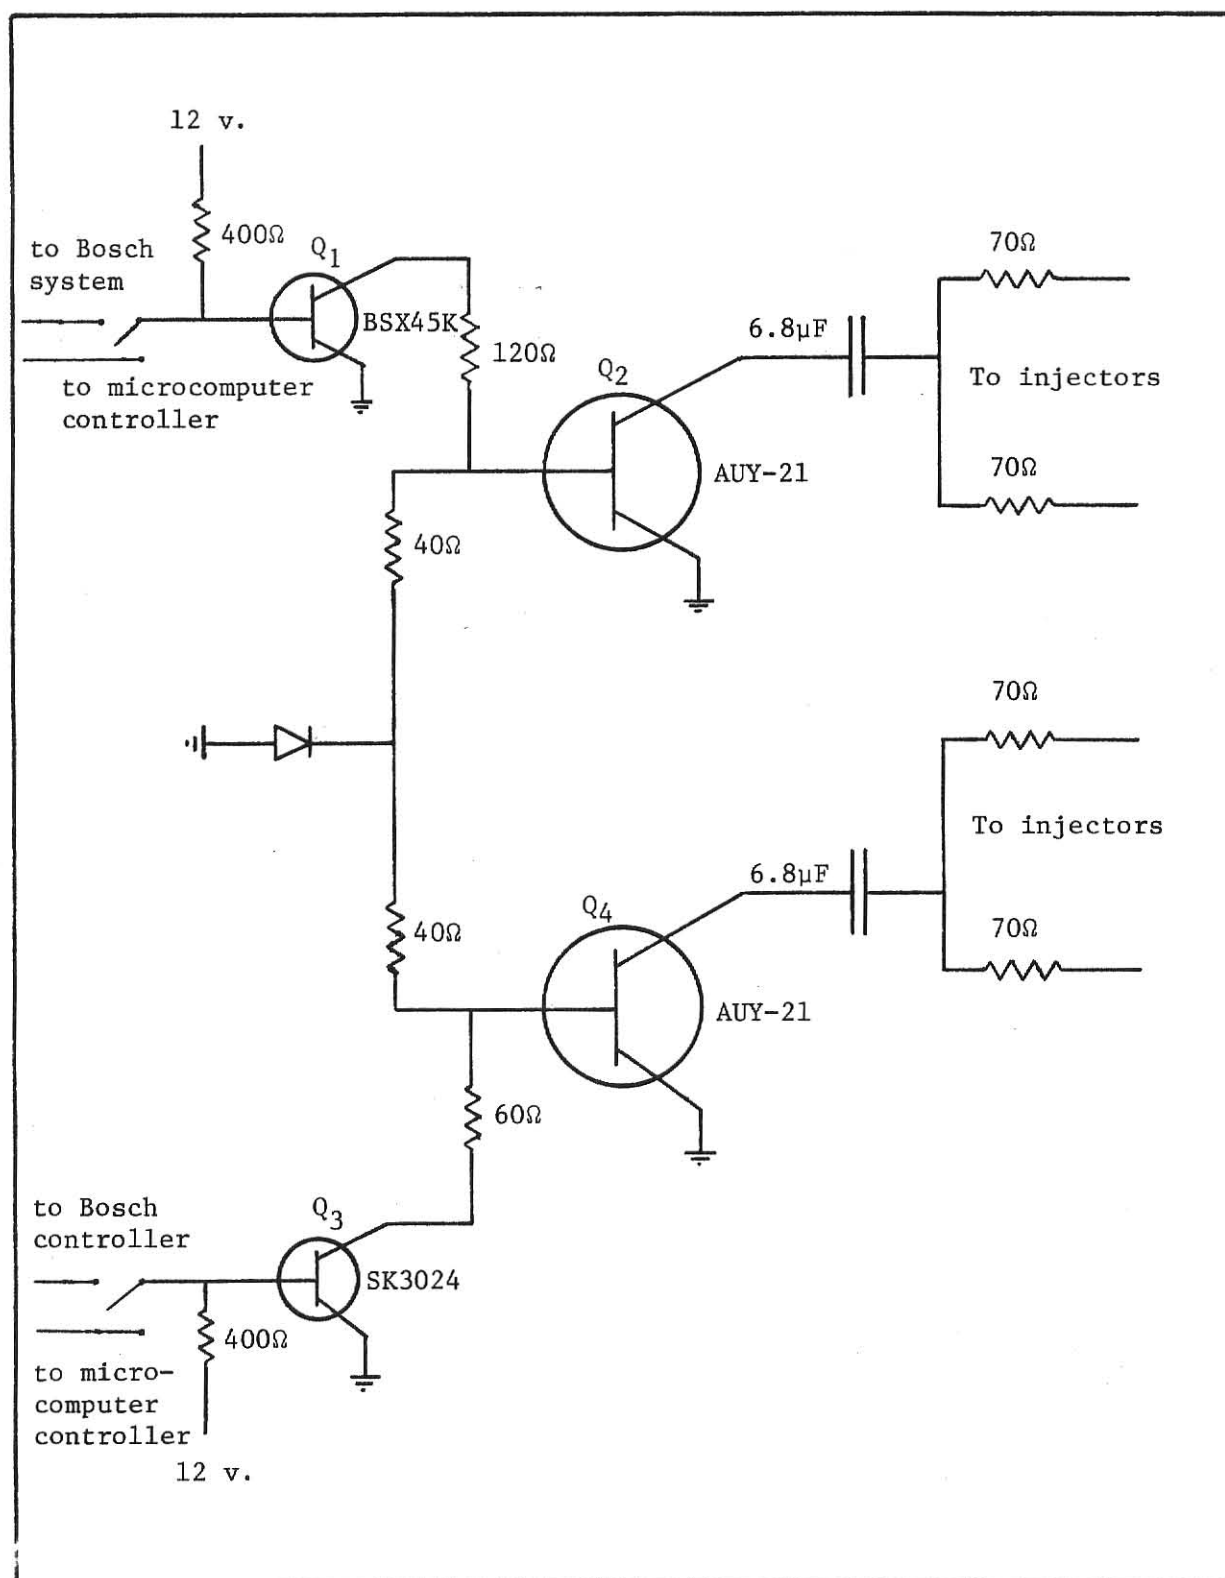 12 v.
400Ω
to Bosch
system
Q1
BSX45K
to microcomputer
controller
120Ω
Q2
6.8μF
70Ω
To injectors
70Ω
AUY-21
40Ω
70Ω
To injectors
6.8μF
70Ω
Q4
40Ω
AUY-21
60Ω
to Bosch
controller
Q3
SK3024
400Ω
to micro-
computer
controller
12 v.